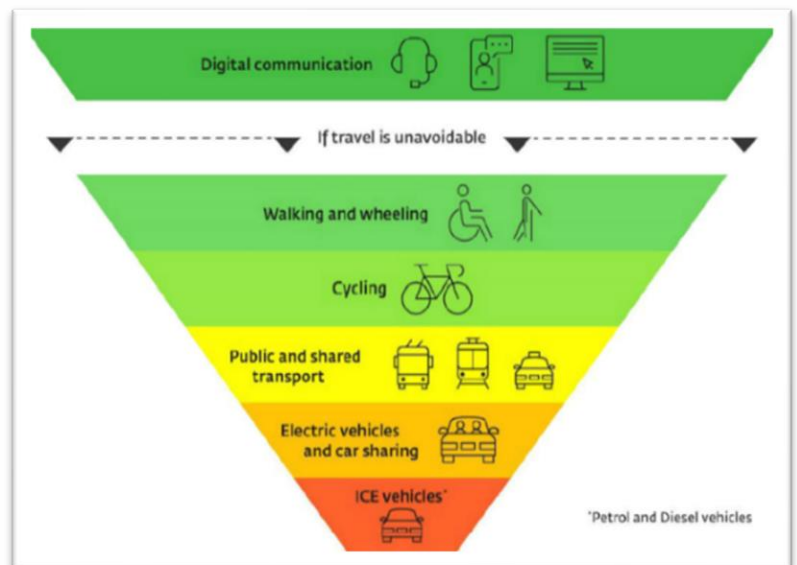 Digital communication
If travel is unavoidable
Walking and wheeling
Cycling
Public and shared
transport
Electric vehicles
and car sharing
ICE vehicles*
*Petrol and Diesel vehicles